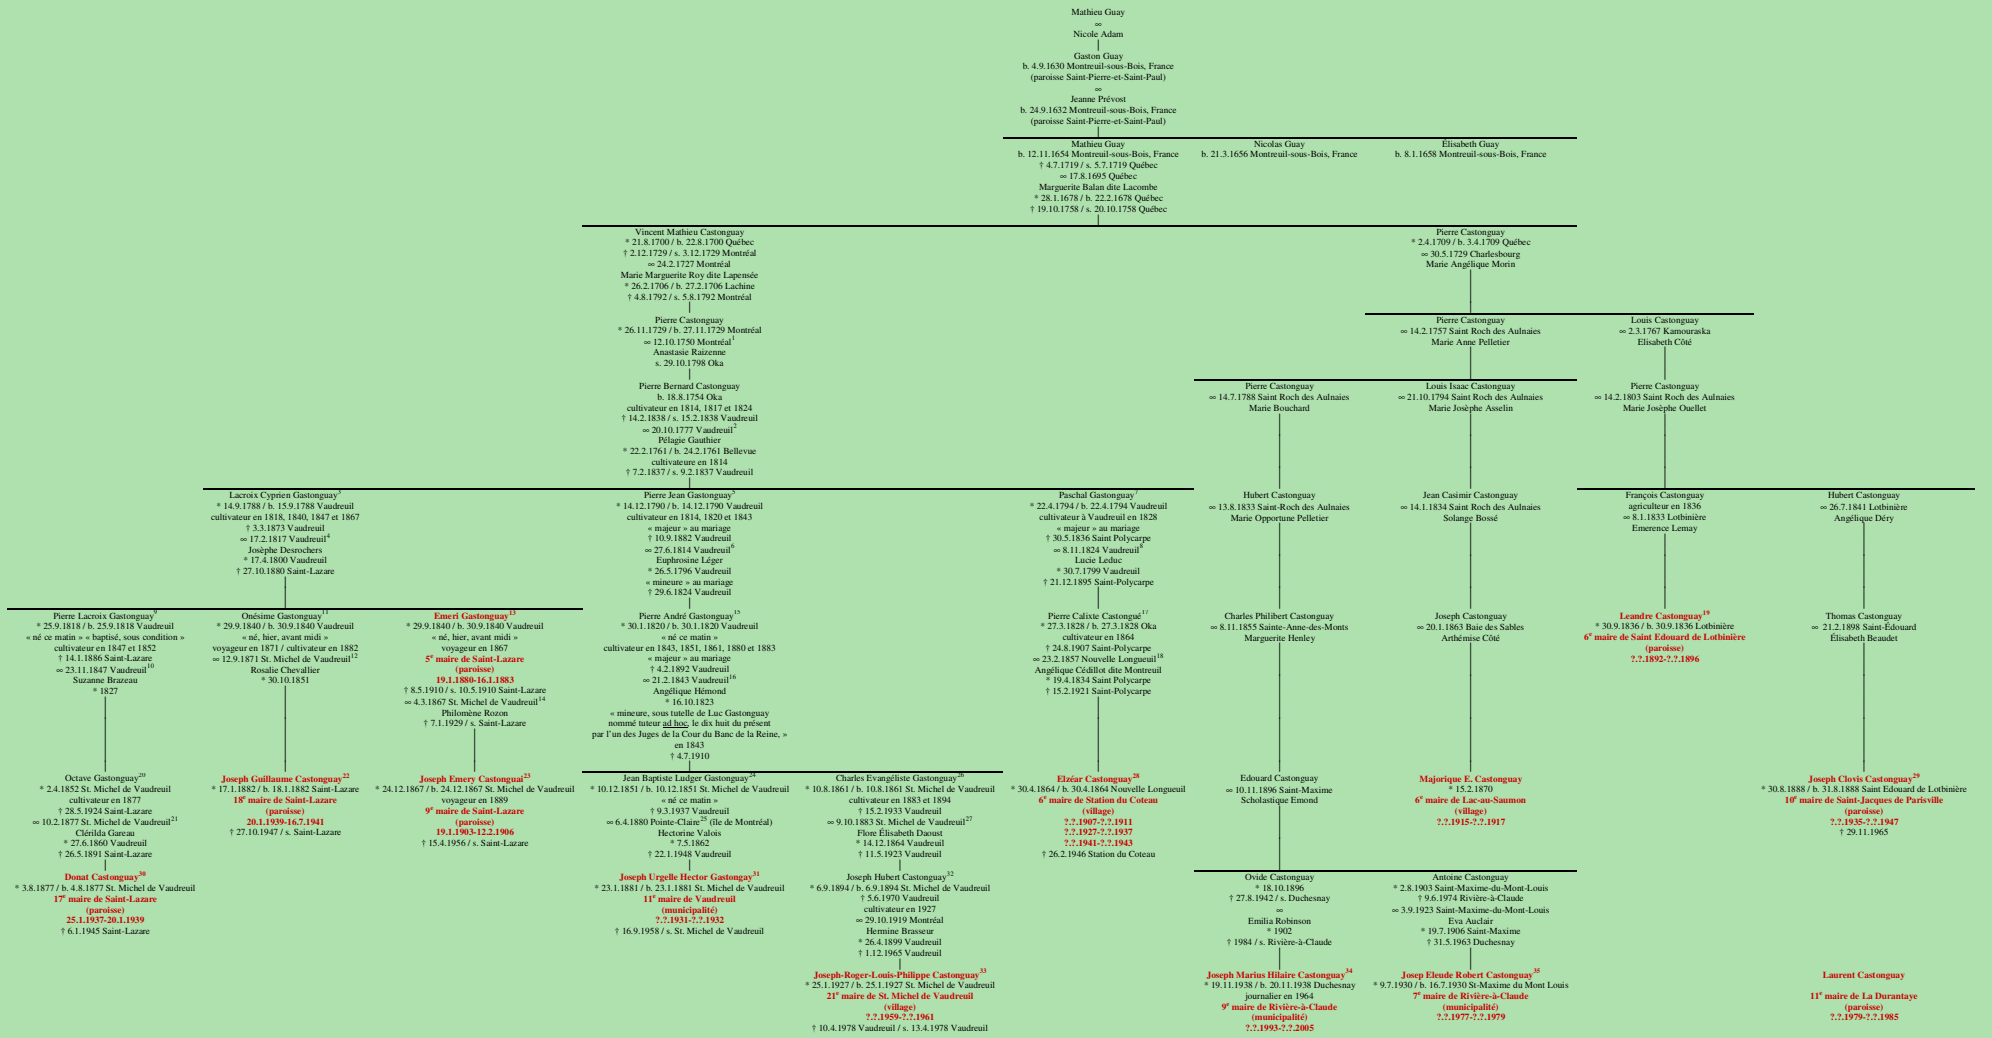 Mathieu Guay
∞
Nicole Adam
Gaston Guay
b. 4.9.1630 Montreuil-sous-Bois, France
(paroisse Saint-Pierre-et-Saint-Paul)
∞
Jeanne Prévost
b. 24.9.1632 Montreuil-sous-Bois, France
(paroisse Saint-Pierre-et-Saint-Paul)
Mathieu Guay
b. 12.11.1654 Montreuil-sous-Bois, France
† 4.7.1719 / s. 5.7.1719 Québec
∞ 17.8.1695 Québec
Marguerite Balan dite Lacombe
* 28.1.1678 / b. 22.2.1678 Québec
† 19.10.1758 / s. 20.10.1758 Québec
Nicolas Guay
b. 21.3.1656 Montreuil-sous-Bois, France
Élisabeth Guay
b. 8.1.1658 Montreuil-sous-Bois, France
Vincent Mathieu Castonguay
* 21.8.1700 / b. 22.8.1700 Québec
† 2.12.1729 / s. 3.12.1729 Montréal
∞ 24.2.1727 Montréal
Marie Marguerite Roy dite Lapensée
* 26.2.1706 / b. 27.2.1706 Lachine
† 4.8.1792 / s. 5.8.1792 Montréal
Pierre Castonguay
* 2.4.1709 / b. 3.4.1709 Québec
∞ 30.5.1729 Charlesbourg
Marie Angélique Morin
Pierre Castonguay
* 26.11.1729 / b. 27.11.1729 Montréal
∞ 12.10.1750 Montréal1
Anastasie Raizenne
s. 29.10.1798 Oka
Pierre Castonguay
∞ 14.2.1757 Saint Roch des Aulnaies
Marie Anne Pelletier
Louis Castonguay
∞ 2.3.1767 Kamouraska
Elisabeth Côté
Pierre Bernard Castonguay
b. 18.8.1754 Oka
cultivateur en 1814, 1817 et 1824
† 14.2.1838 / s. 15.2.1838 Vaudreuil
∞ 20.10.1777 Vaudreuil2
Pélagie Gauthier
* 22.2.1761 / b. 24.2.1761 Bellevue
cultivateure en 1814
† 7.2.1837 / s. 9.2.1837 Vaudreuil
Pierre Castonguay
∞ 14.7.1788 Saint Roch des Aulnaies
Marie Bouchard
Louis Isaac Castonguay
∞ 21.10.1794 Saint Roch des Aulnaies
Marie Josèphe Asselin
Pierre Castonguay
∞ 14.2.1803 Saint Roch des Aulnaies
Marie Josèphe Ouellet
Lacroix Cyprien Gastonguay3
* 14.9.1788 / b. 15.9.1788 Vaudreuil
cultivateur en 1818, 1840, 1847 et 1867
† 3.3.1873 Vaudreuil
∞ 17.2.1817 Vaudreuil4
Josèphe Desrochers
* 17.4.1800 Vaudreuil
† 27.10.1880 Saint-Lazare
Pierre Jean Gastonguay5
* 14.12.1790 / b. 14.12.1790 Vaudreuil
cultivateur en 1814, 1820 et 1843
« majeur » au mariage
† 10.9.1882 Vaudreuil
∞ 27.6.1814 Vaudreuil6
Euphrosine Léger
* 26.5.1796 Vaudreuil
« mineure » au mariage
† 29.6.1824 Vaudreuil
Paschal Gastonguay7
* 22.4.1794 / b. 22.4.1794 Vaudreuil
cultivateur à Vaudreuil en 1828
« majeur » au mariage
† 30.5.1836 Saint Polycarpe
∞ 8.11.1824 Vaudreuil8
Lucie Leduc
* 30.7.1799 Vaudreuil
† 21.12.1895 Saint-Polycarpe
Hubert Castonguay
∞ 13.8.1833 Saint-Roch des Aulnaies
Marie Opportune Pelletier
Jean Casimir Castonguay
∞ 14.1.1834 Saint Roch des Aulnaies
Solange Bossé
François Castonguay
agriculteur en 1836
∞ 8.1.1833 Lotbinière
Emerence Lemay
Hubert Castonguay
∞ 26.7.1841 Lotbinière
Angélique Déry
Pierre Lacroix Gastonguay9
* 25.9.1818 / b. 25.9.1818 Vaudreuil
« né ce matin » « baptisé, sous condition »
cultivateur en 1847 et 1852
† 14.1.1886 Saint-Lazare
∞ 23.11.1847 Vaudreuil10
Suzanne Brazeau
* 1827
Onésime Gastonguay11
* 29.9.1840 / b. 30.9.1840 Vaudreuil
« né, hier, avant midi »
voyageur en 1871 / cultivateur en 1882
∞ 12.9.1871 St. Michel de Vaudreuil12
Rosalie Chevallier
* 30.10.1851
Emeri Gastonguay13
* 29.9.1840 / b. 30.9.1840 Vaudreuil
« né, hier, avant midi »
voyageur en 1867
5e maire de Saint-Lazare
(paroisse)
19.1.1880-16.1.1883
† 8.5.1910 / s. 10.5.1910 Saint-Lazare
∞ 4.3.1867 St. Michel de Vaudreuil14
Philomène Rozon
† 7.1.1929 / s. Saint-Lazare
Pierre André Gastonguay15
* 30.1.1820 / b. 30.1.1820 Vaudreuil
« né ce matin »
cultivateur en 1843, 1851, 1861, 1880 et 1883
« majeur » au mariage
† 4.2.1892 Vaudreuil
∞ 21.2.1843 Vaudreuil16
Angélique Hémond
* 16.10.1823
« mineure, sous tutelle de Luc Gastonguay
nommé tuteur ad hoc, le dix huit du présent
par l'un des Juges de la Cour du Banc de la Reine, »
en 1843
† 4.7.1910
Pierre Calixte Castongué17
* 27.3.1828 / b. 27.3.1828 Oka
cultivateur en 1864
† 24.8.1907 Saint-Polycarpe
∞ 23.2.1857 Nouvelle Longueuil18
Angélique Cédillot dite Montreuil
* 19.4.1834 Saint Polycarpe
† 15.2.1921 Saint-Polycarpe
Charles Philibert Castonguay
∞ 8.11.1855 Sainte-Anne-des-Monts
Marguerite Henley
Joseph Castonguay
∞ 20.1.1863 Baie des Sables
Arthémise Côté
Leandre Castonguay19
* 30.9.1836 / b. 30.9.1836 Lotbinière
6e maire de Saint Edouard de Lotbinière
(paroisse)
?.?.1892-?.?.1896
Thomas Castonguay
∞ 21.2.1898 Saint-Édouard
Élisabeth Beaudet
Octave Gastonguay20
* 2.4.1852 St. Michel de Vaudreuil
cultivateur en 1877
† 28.5.1924 Saint-Lazare
∞ 10.2.1877 St. Michel de Vaudreuil21
Clérilda Gareau
* 27.6.1860 Vaudreuil
† 26.5.1891 Saint-Lazare
Joseph Guillaume Castonguay22
* 17.1.1882 / b. 18.1.1882 Saint-Lazare
18e maire de Saint-Lazare
(paroisse)
20.1.1939-16.7.1941
† 27.10.1947 / s. Saint-Lazare
Joseph Emery Castonguai23
* 24.12.1867 / b. 24.12.1867 St. Michel de Vaudreuil
voyageur en 1889
9e maire de Saint-Lazare
(paroisse)
19.1.1903-12.2.1906
† 15.4.1956 / s. Saint-Lazare
Jean Baptiste Ludger Gastonguay24
* 10.12.1851 / b. 10.12.1851 St. Michel de Vaudreuil
« né ce matin »
† 9.3.1937 Vaudreuil
∞ 6.4.1880 Pointe-Claire25 (île de Montréal)
Hectorine Valois
* 7.5.1862
† 22.1.1948 Vaudreuil
Charles Evangéliste Gastonguay26
* 10.8.1861 / b. 10.8.1861 St. Michel de Vaudreuil
cultivateur en 1883 et 1894
† 15.2.1933 Vaudreuil
∞ 9.10.1883 St. Michel de Vaudreuil27
Flore Élisabeth Daoust
* 14.12.1864 Vaudreuil
† 11.5.1923 Vaudreuil
Elzéar Castonguay28
* 30.4.1864 / b. 30.4.1864 Nouvelle Longueuil
6e maire de Station du Coteau
(village)
?.?.1907-?.?.1911
?.?.1927-?.?.1937
?.?.1941-?.?.1943
† 26.2.1946 Station du Coteau
Edouard Castonguay
∞ 10.11.1896 Saint-Maxime
Scholastique Emond
Majorique E. Castonguay
* 15.2.1870
6e maire de Lac-au-Saumon
(village)
?.?.1915-?.?.1917
Joseph Clovis Castonguay29
* 30.8.1888 / b. 31.8.1888 Saint Edouard de Lotbinière
10e maire de Saint-Jacques de Parisville
(paroisse)
?.?.1935-?.?.1947
† 29.11.1965
Donat Castonguay30
* 3.8.1877 / b. 4.8.1877 St. Michel de Vaudreuil
17e maire de Saint-Lazare
(paroisse)
25.1.1937-20.1.1939
† 6.1.1945 Saint-Lazare
Joseph Urgelle Hector Gastongay31
* 23.1.1881 / b. 23.1.1881 St. Michel de Vaudreuil
11e maire de Vaudreuil
(municipalité)
?.?.1931-?.?.1932
† 16.9.1958 / s. St. Michel de Vaudreuil
Joseph Hubert Castonguay32
* 6.9.1894 / b. 6.9.1894 St. Michel de Vaudreuil
† 5.6.1970 Vaudreuil
cultivateur en 1927
∞ 29.10.1919 Montréal
Hermine Brasseur
* 26.4.1899 Vaudreuil
† 1.12.1965 Vaudreuil
Ovide Castonguay
* 18.10.1896
† 27.8.1942 / s. Duchesnay
∞
Emilia Robinson
* 1902
† 1984 / s. Rivière-à-Claude
Antoine Castonguay
* 2.8.1903 Saint-Maxime-du-Mont-Louis
† 9.6.1974 Rivière-à-Claude
∞ 3.9.1923 Saint-Maxime-du-Mont-Louis
Éva Auclair
* 19.7.1906 Saint-Maxime
† 31.5.1963 Duchesnay
Joseph-Roger-Louis-Philippe Castonguay33
* 25.1.1927 / b. 25.1.1927 St. Michel de Vaudreuil
21e maire de St. Michel de Vaudreuil
(village)
?.?.1959-?.?.1961
† 10.4.1978 Vaudreuil / s. 13.4.1978 Vaudreuil
Joseph Marius Hilaire Castonguay34
* 19.11.1938 / b. 20.11.1938 Duchesnay
journalier en 1964
9e maire de Rivière-à-Claude
(municipalité)
?.?.1993-?.?.2005
Josep Eleude Robert Castonguay35
* 9.7.1930 / b. 16.7.1930 St-Maxime du Mont Louis
7e maire de Rivière-à-Claude
(municipalité)
?.?.1977-?.?.1979
Laurent Castonguay
11e maire de La Durantaye
(paroisse)
?.?.1979-?.?.1985